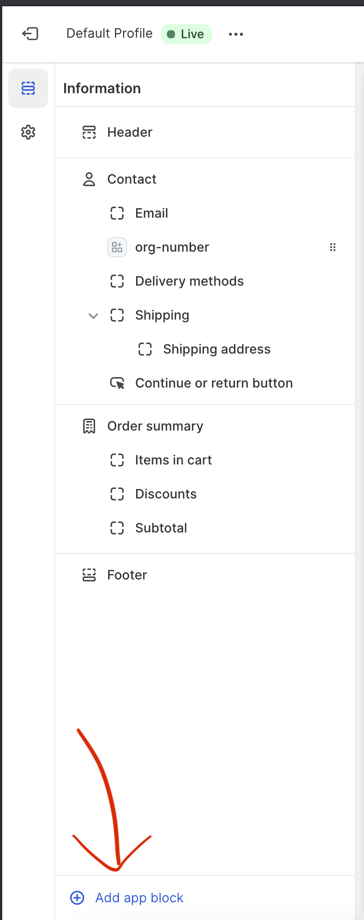 Default Profile
Live
Information
Header
Contact
Email
org-number
Delivery methods
Shipping
Shipping address
Continue or return button
Order summary
Items in cart
Discounts
Subtotal
Footer
Add app block